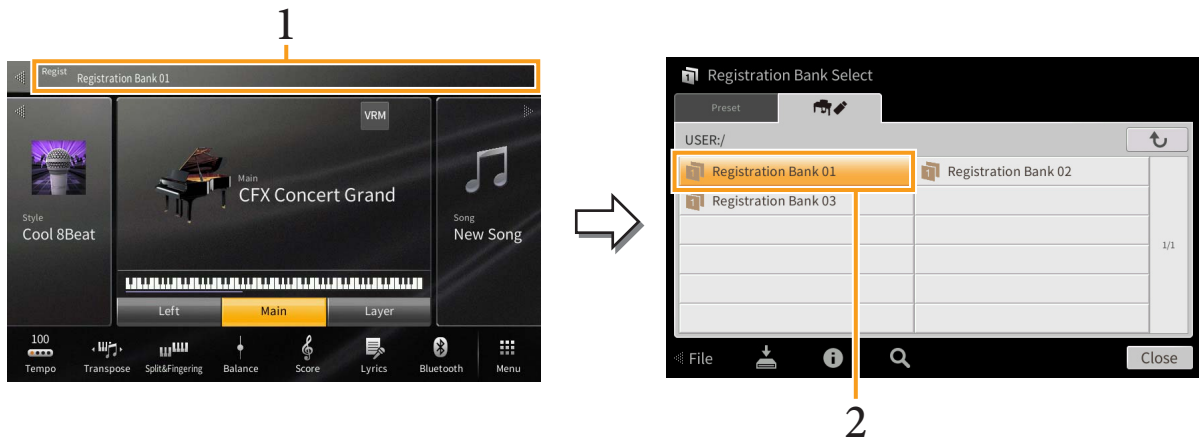 1
Regist
Registration Bank 01
VRM
Main
CFX Concert Grand
Style
Cool 8Beat
Song
New Song
Left Main Layer
100
Tempo Transpose Split&Fingering Balance Score Lyrics Bluetooth Menu
Registration Bank Select
Preset
USER:/
Registration Bank 01 Registration Bank 02
Registration Bank 03
1/1
File Close
2